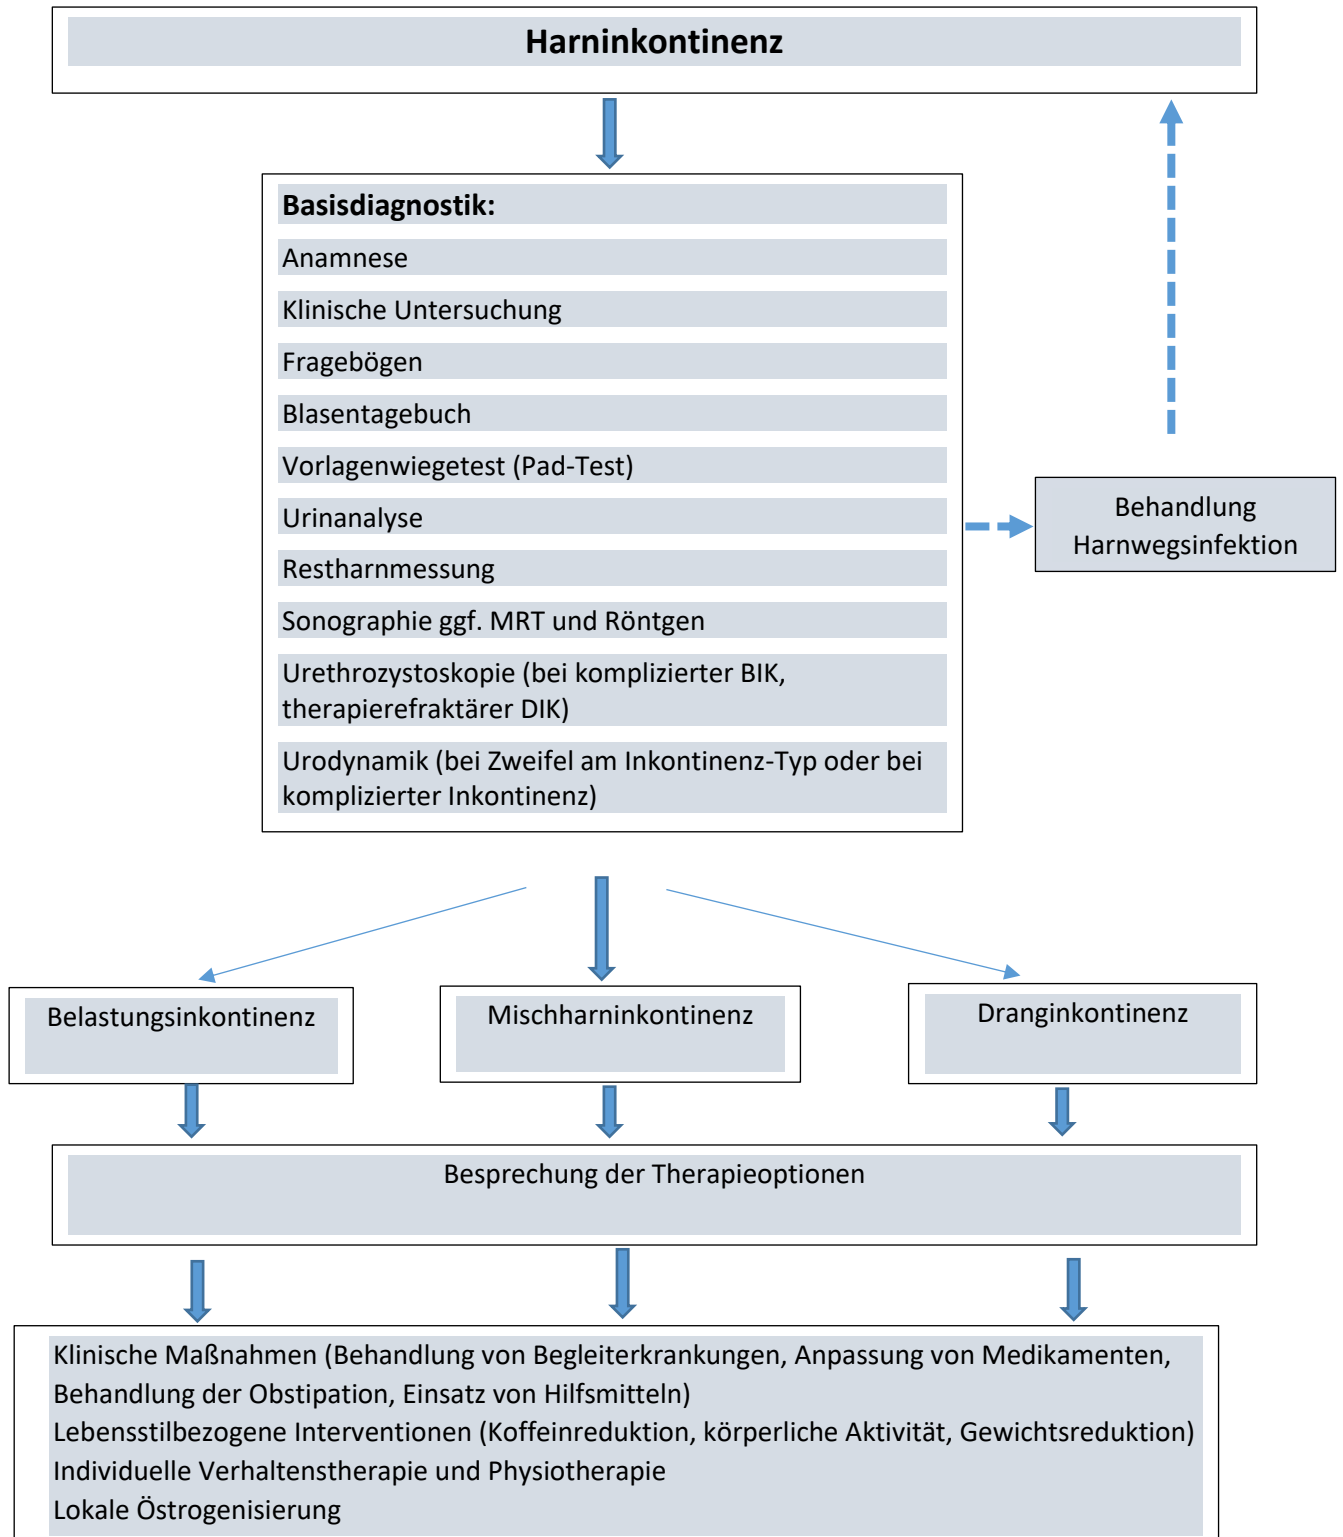 Harninkontinenz
Basisdiagnostik:
Anamnese
Klinische Untersuchung
Fragebögen
Blasentagebuch
Vorlagenwiegetest (Pad-Test)
Urinanalyse
Restharnmessung
Sonographie ggf. MRT und Röntgen
Urethrozystoskopie (bei komplizierter BIK,
therapierefraktärer DIK)
Urodynamik (bei Zweifel am Inkontinenz-Typ oder bei
komplizierter Inkontinenz)
Behandlung
Harnwegsinfektion
Belastungsinkontinenz
Mischharninkontinenz
Dranginkontinenz
Besprechung der Therapieoptionen
Klinische Maßnahmen (Behandlung von Begleiterkrankungen, Anpassung von Medikamenten,
Behandlung der Obstipation, Einsatz von Hilfsmitteln)
Lebensstilbezogene Interventionen (Koffeinreduktion, körperliche Aktivität, Gewichtsreduktion)
Individuelle Verhaltenstherapie und Physiotherapie
Lokale Östrogenisierung